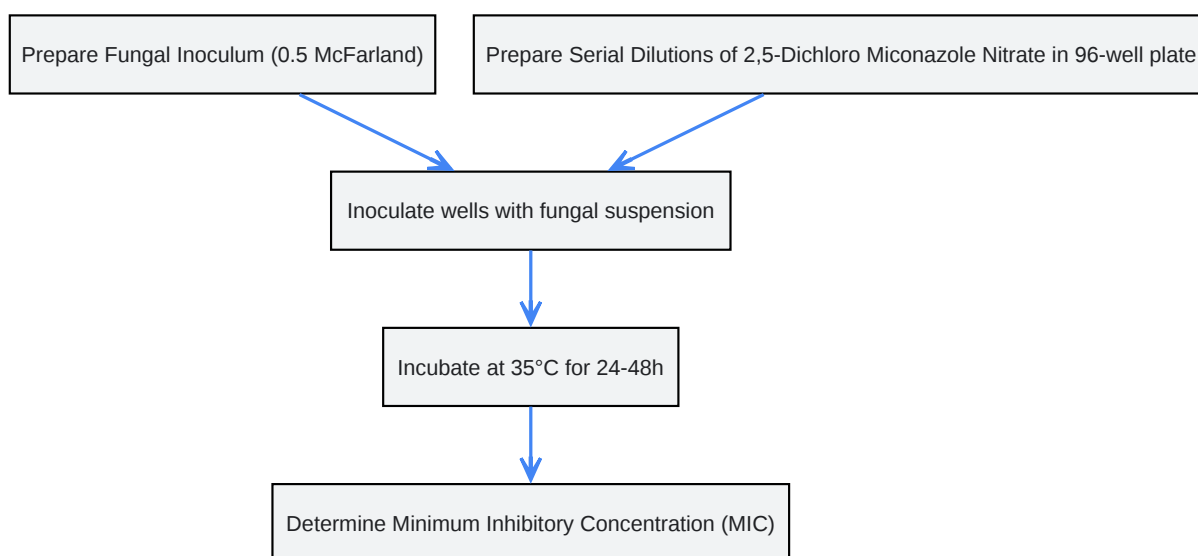 Prepare Fungal Inoculum (0.5 McFarland)
Prepare Serial Dilutions of 2,5-Dichloro Miconazole Nitrate in 96-well plate
Inoculate wells with fungal suspension
Incubate at 35°C for 24-48h
Determine Minimum Inhibitory Concentration (MIC)